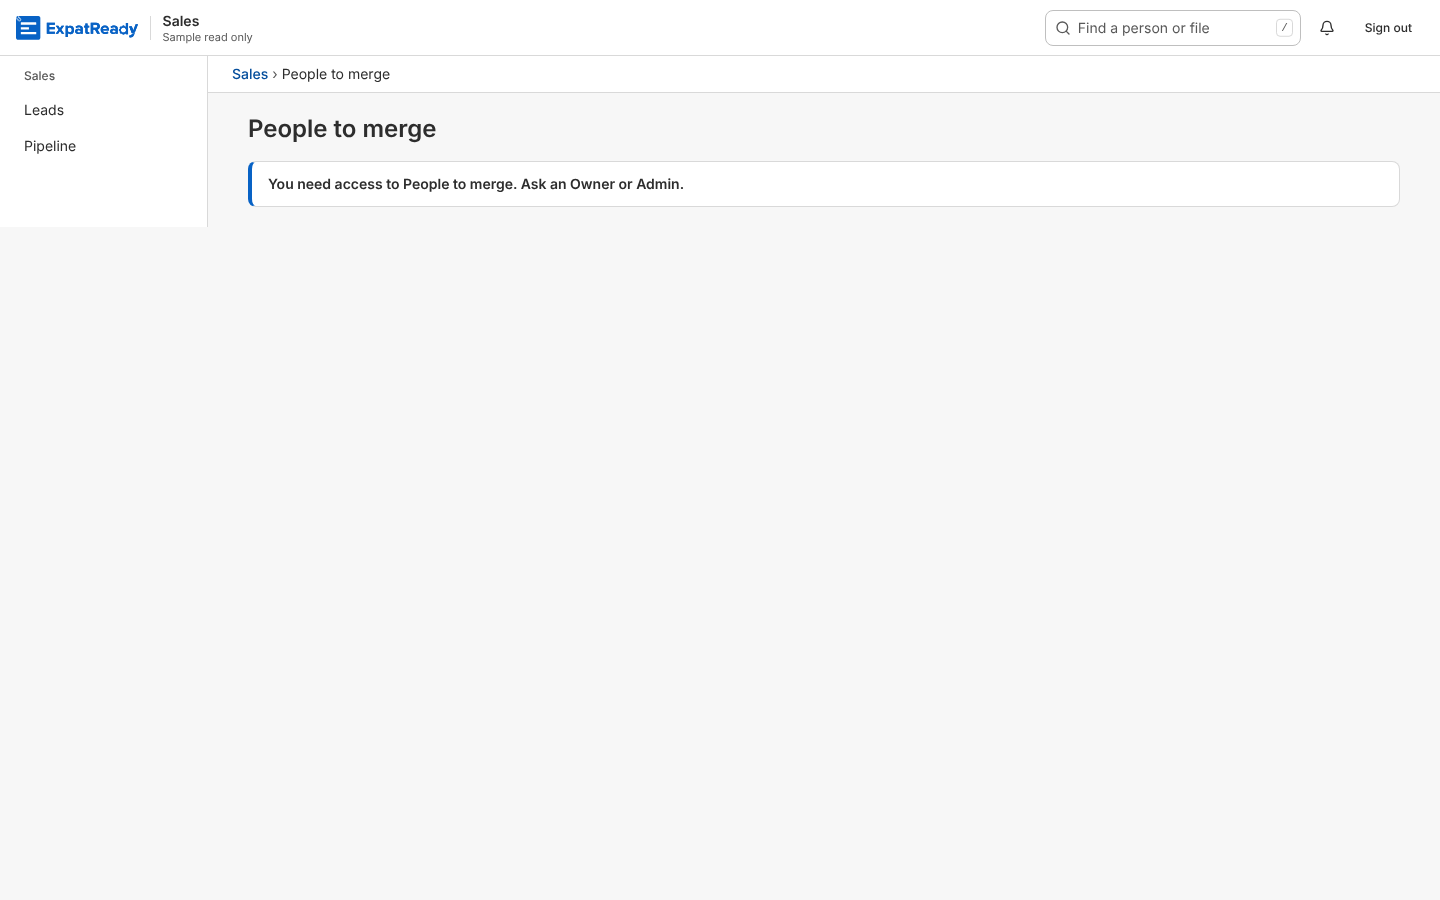 ExpatReady
Sales
Sample read only
Find a person or file
/
Sign out
Sales
Leads
Pipeline
Sales › People to merge
People to merge
You need access to People to merge. Ask an Owner or Admin.